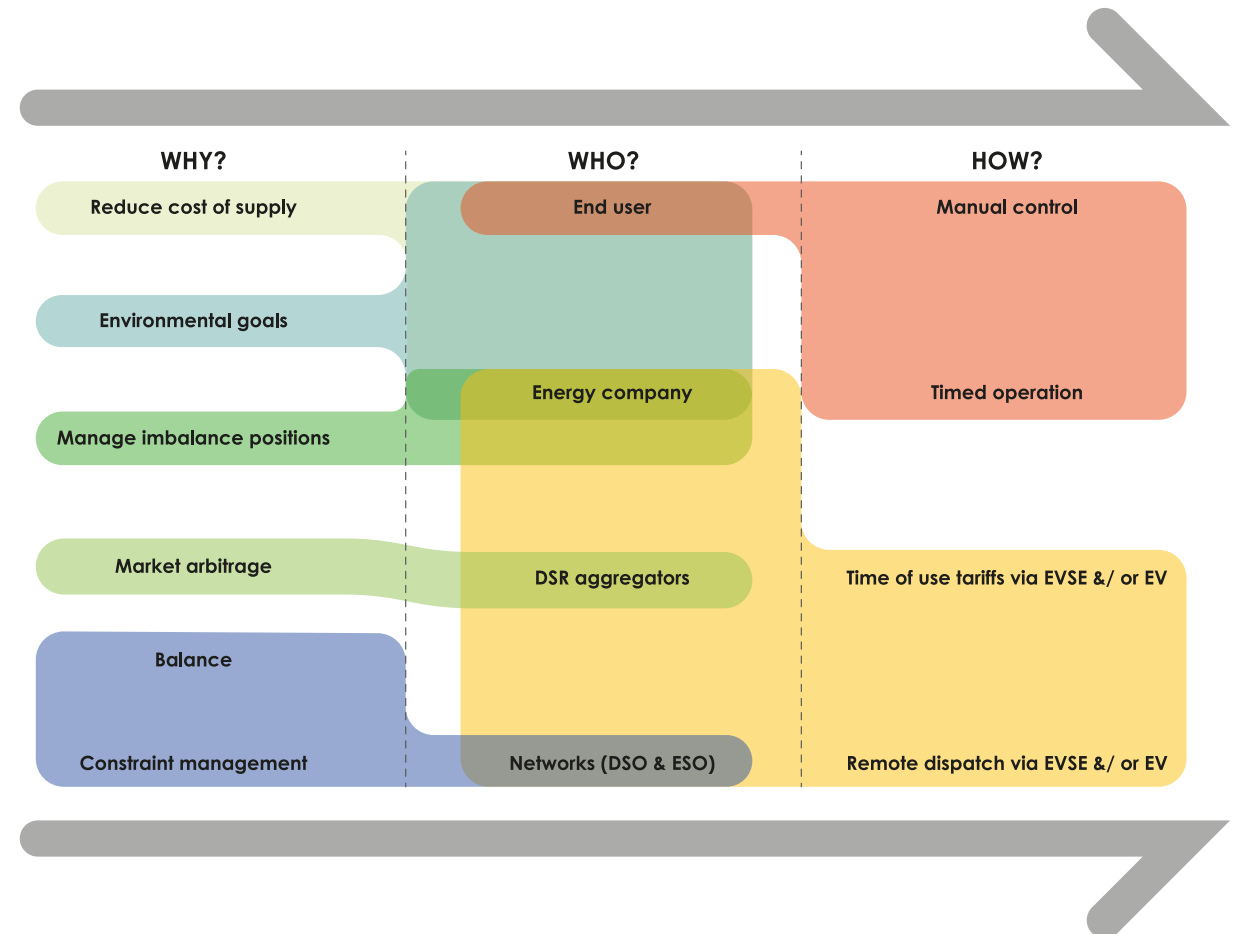 WHY?
WHO?
HOW?
Reduce cost of supply
End user
Manual control
Environmental goals
Energy company
Timed operation
Manage imbalance positions
Market arbitrage
DSR aggregators
Time of use tariffs via EVSE &/ or EV
Balance
Constraint management
Networks (DSO & ESO)
Remote dispatch via EVSE &/ or EV